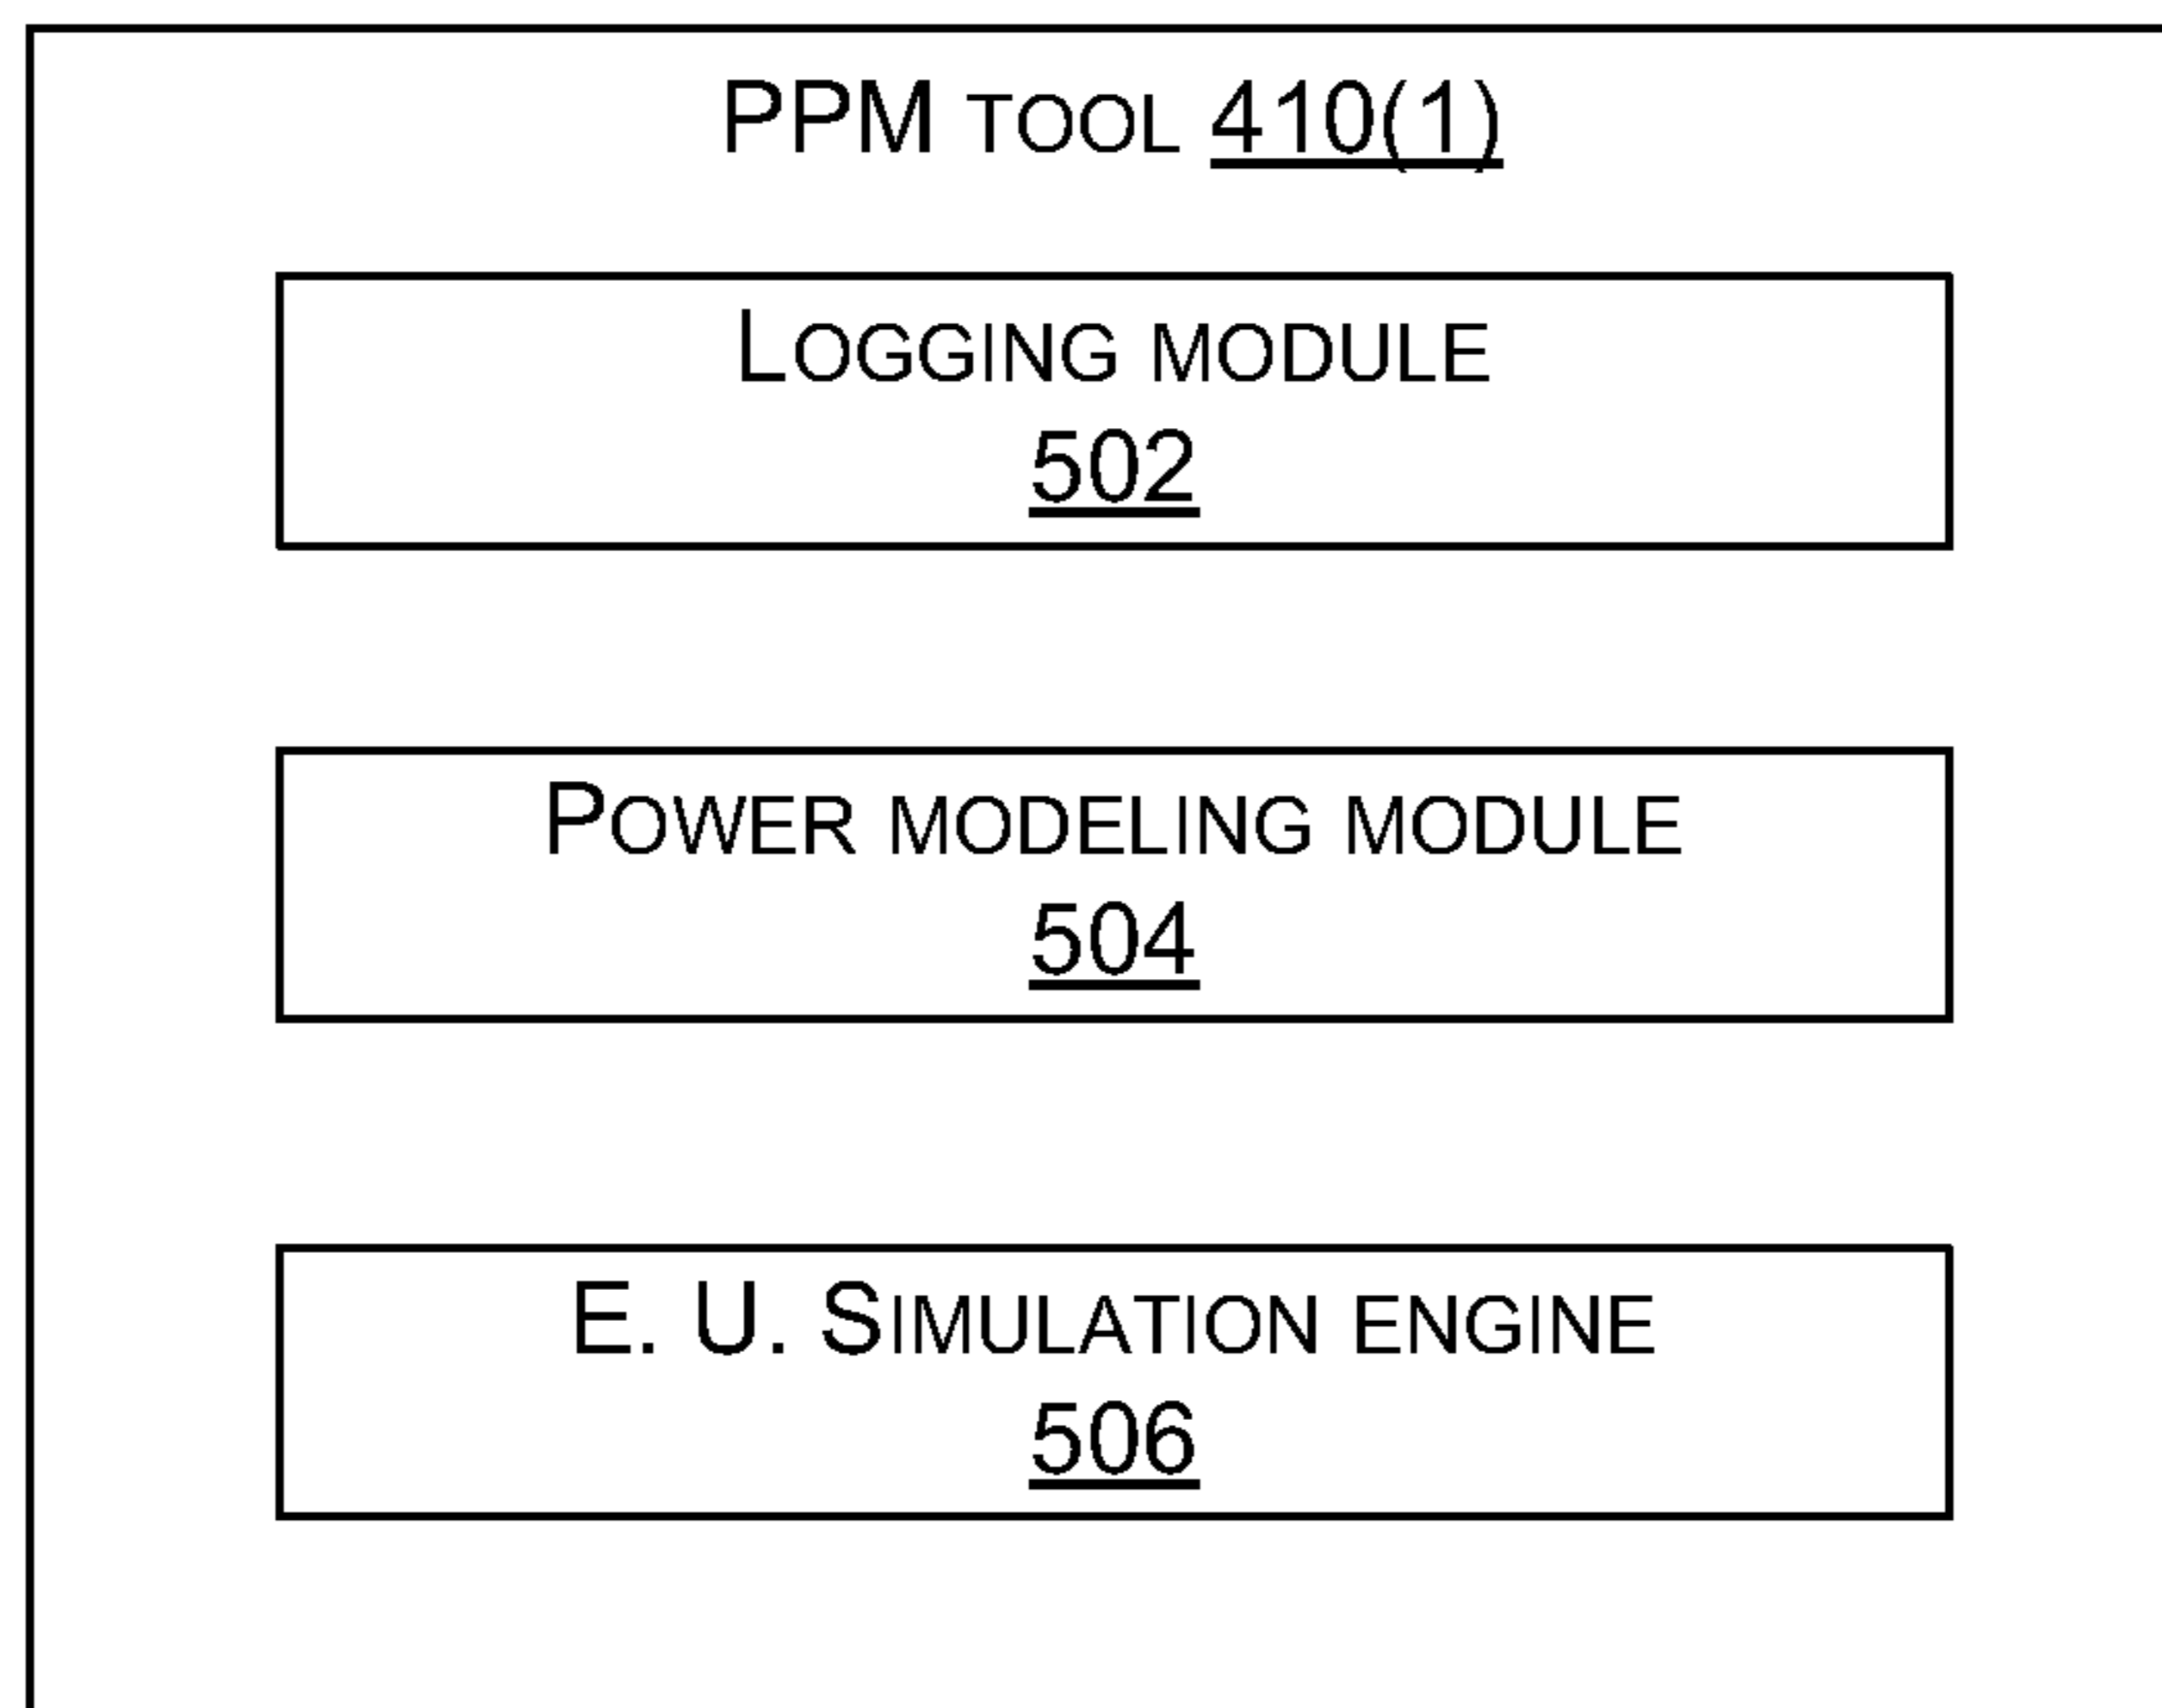 PPM TOOL 410(1)
LOGGING MODULE
502
POWER MODELING MODULE
504
E. U. SIMULATION ENGINE
506